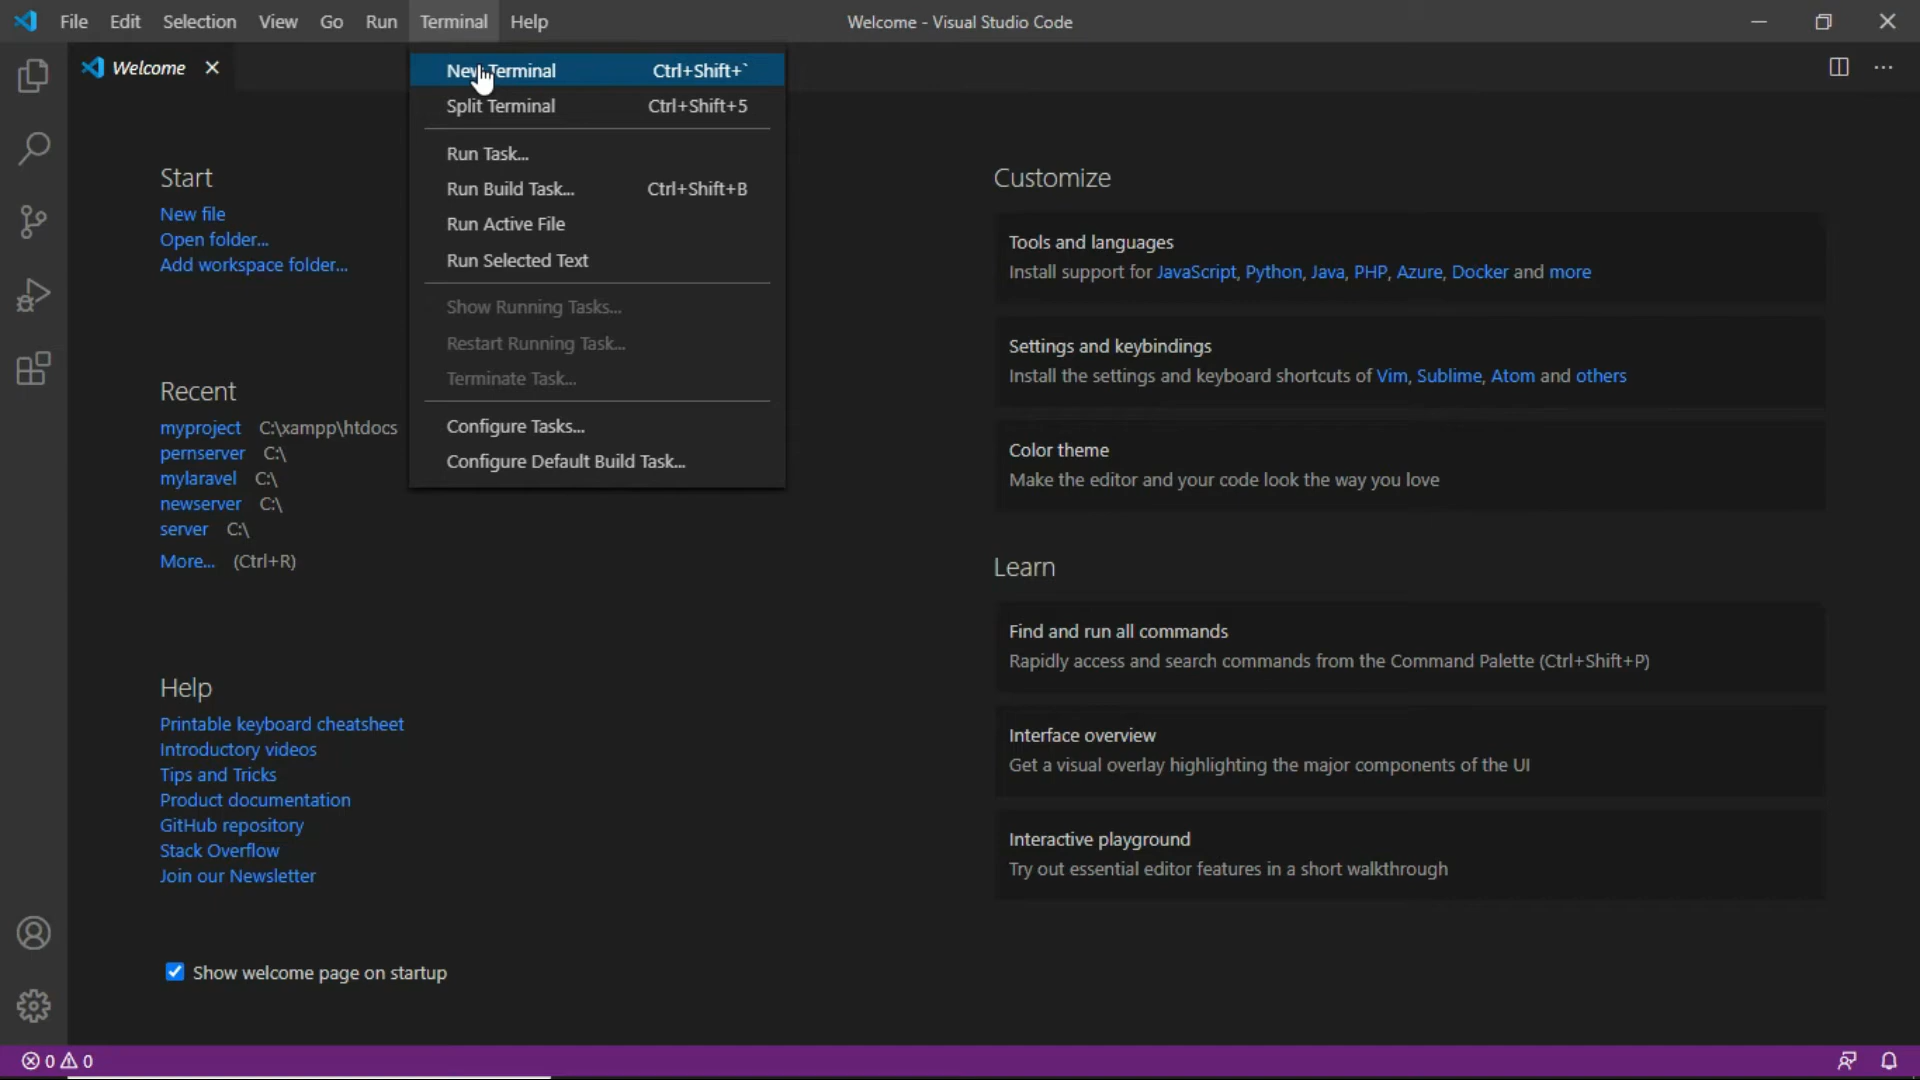 File Edit Selection View Go Run Terminal Help Welcome - Visual Studio Code
Welcome
New Terminal Ctrl+Shift+`
Split Terminal Ctrl+Shift+5
Run Task...
Run Build Task... Ctrl+Shift+B
Run Active File
Run Selected Text
Show Running Tasks...
Restart Running Task...
Terminate Task...
Configure Tasks...
Configure Default Build Task...
Start
New file
Open folder...
Add workspace folder...
Recent
myproject C:\xampp\htdocs
pernserver C:\
mylaravel C:\
newserver C:\
server C:\
More... (Ctrl+R)
Help
Printable keyboard cheatsheet
Introductory videos
Tips and Tricks
Product documentation
GitHub repository
Stack Overflow
Join our Newsletter
Show welcome page on startup
Customize
Tools and languages
Install support for JavaScript, Python, Java, PHP, Azure, Docker and more
Settings and keybindings
Install the settings and keyboard shortcuts of Vim, Sublime, Atom and others
Color theme
Make the editor and your code look the way you love
Learn
Find and run all commands
Rapidly access and search commands from the Command Palette (Ctrl+Shift+P)
Interface overview
Get a visual overlay highlighting the major components of the UI
Interactive playground
Try out essential editor features in a short walkthrough
0 0